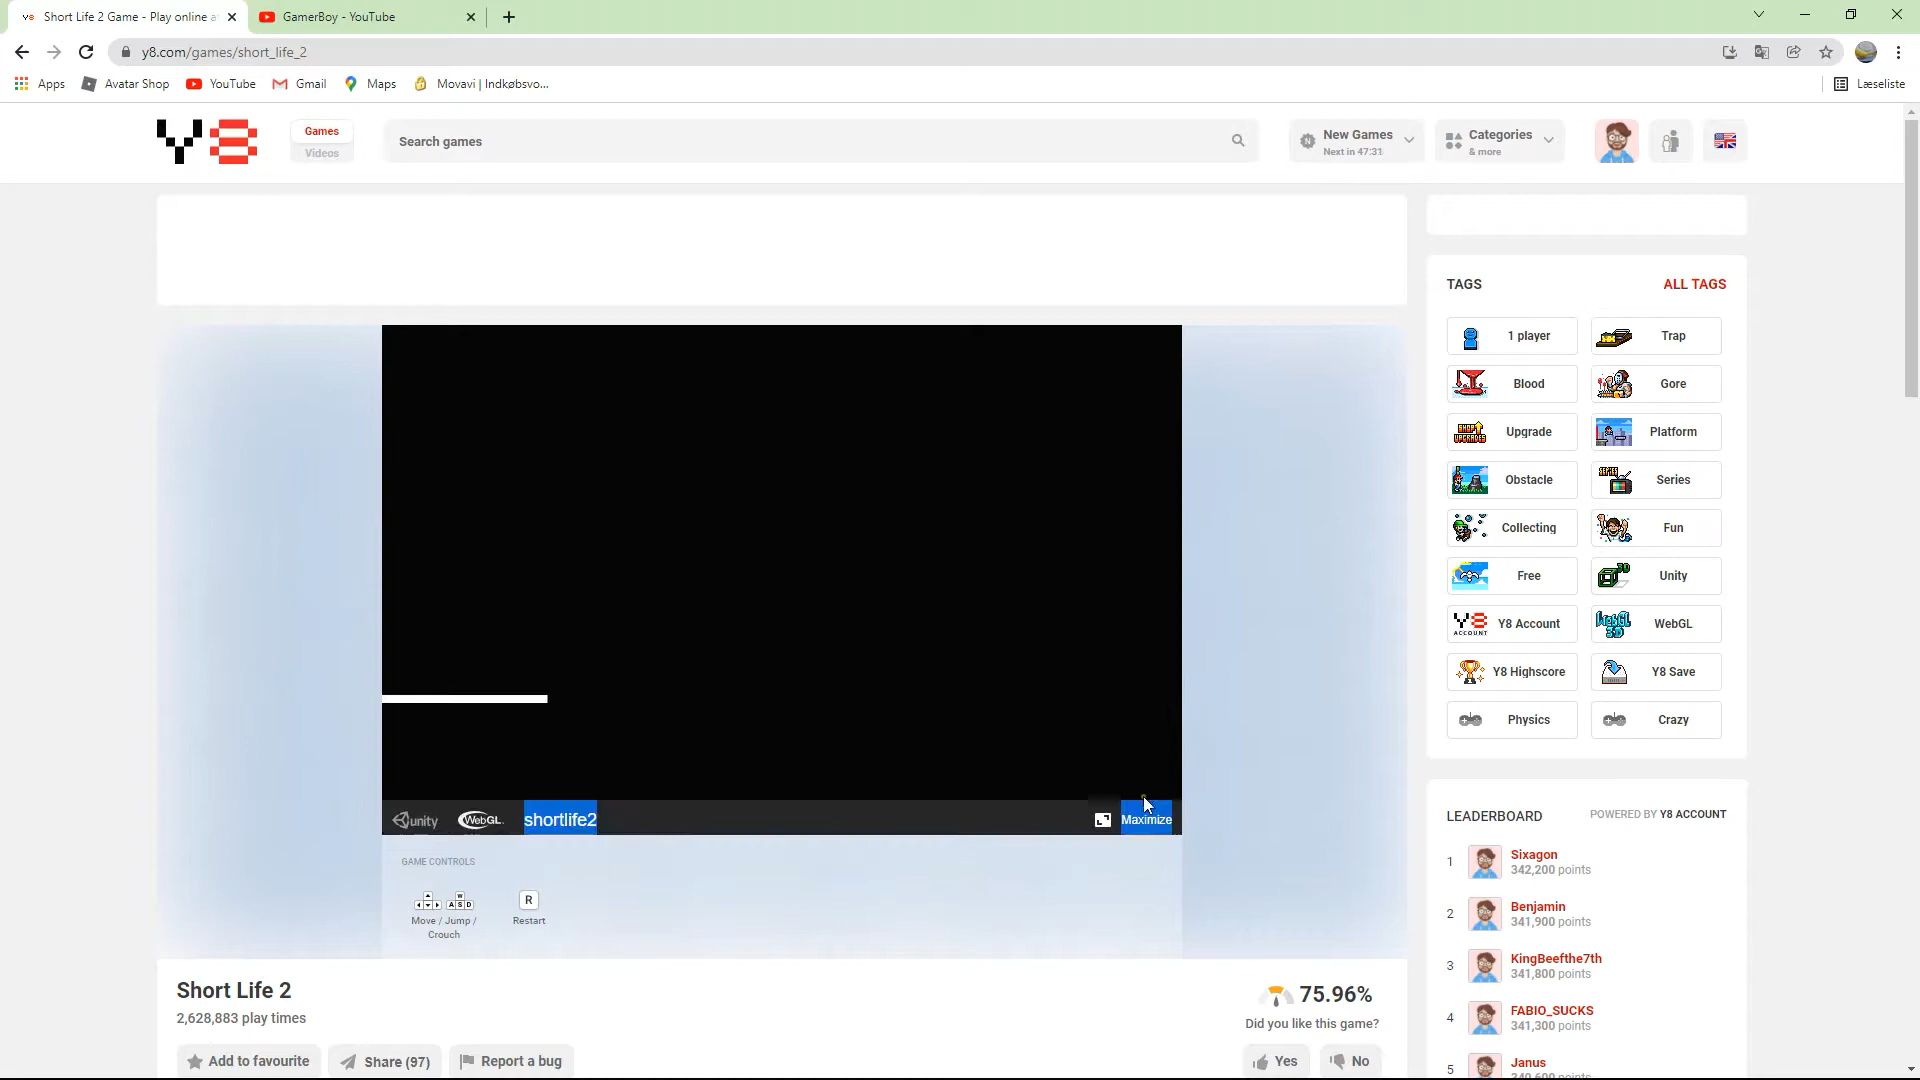 Short Life 2 Game - Play online at
GamerBoy - YouTube
y8.com/games/short_life_2
Apps
Avatar Shop
YouTube
Gmail
Maps
Movavi | Indkøbsvo...
Læseliste
Y8
Games
Videos
Search games
New Games
Next in 47:31
Categories
& more
TAGS
ALL TAGS
1 player
Trap
Blood
Gore
Upgrade
Platform
Obstacle
Series
Collecting
Fun
Free
Unity
Y8 Account
WebGL
Y8 Highscore
Y8 Save
Physics
Crazy
unity
WebGL
shortlife2
Maximize
GAME CONTROLS
W
A S D
R
Move / Jump /
Crouch
Restart
LEADERBOARD
POWERED BY Y8 ACCOUNT
1
Sixagon
342,200 points
2
Benjamin
341,900 points
3
KingBeefthe7th
341,800 points
4
FABIO_SUCKS
341,300 points
5
Janus
340,600 points
Short Life 2
2,628,883 play times
75.96%
Did you like this game?
Add to favourite
Share (97)
Report a bug
Yes
No